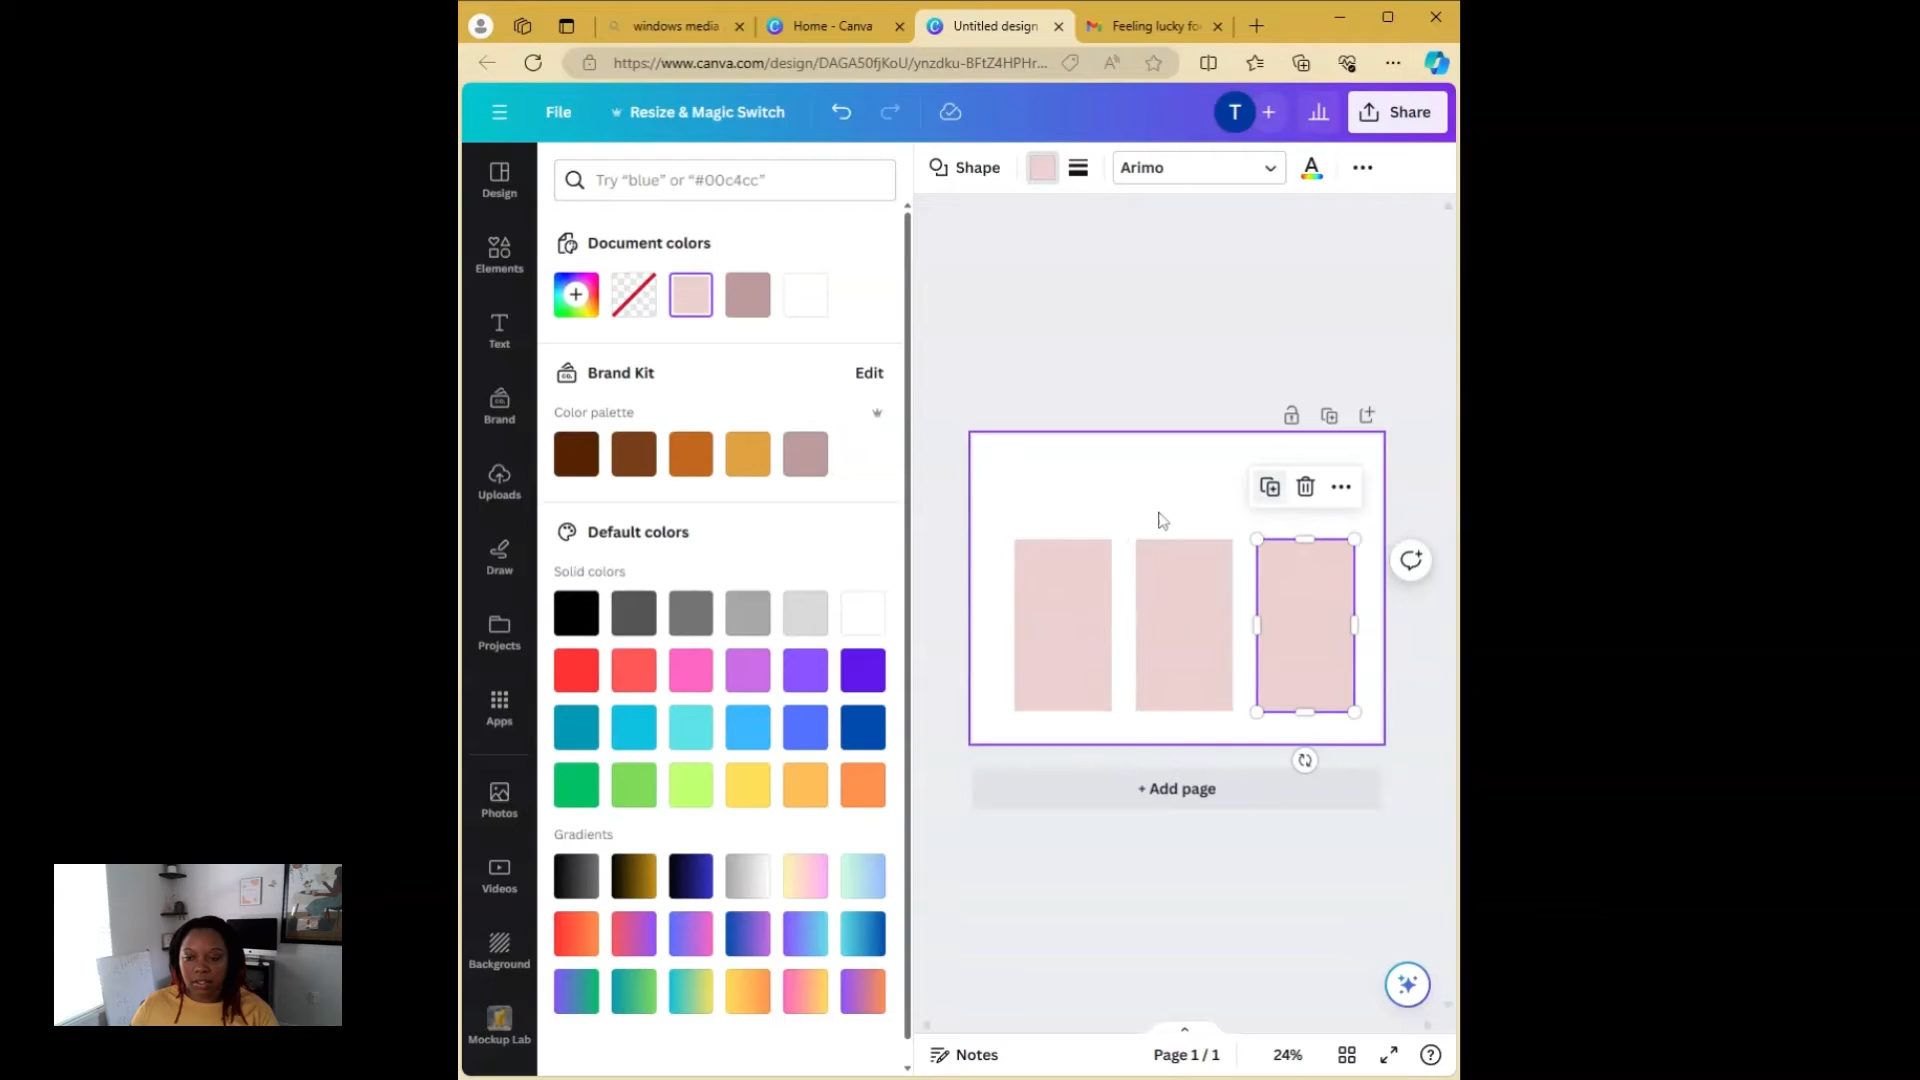 windows media
Home - Canva
Untitled design
Feeling lucky fo
https://www.canva.com/design/DAGA50fjKoU/ynzdku-BFtZ4HPHr...
File
Resize & Magic Switch
T
Share
Design
Elements
Text
Brand
Uploads
Draw
Projects
Apps
Photos
Videos
Background
Mockup Lab
Try “blue” or “#00c4cc”
Document colors
Brand Kit
Edit
Color palette
Default colors
Solid colors
Gradients
Shape
Arimo
A
+ Add page
Notes
Page 1 / 1
24%